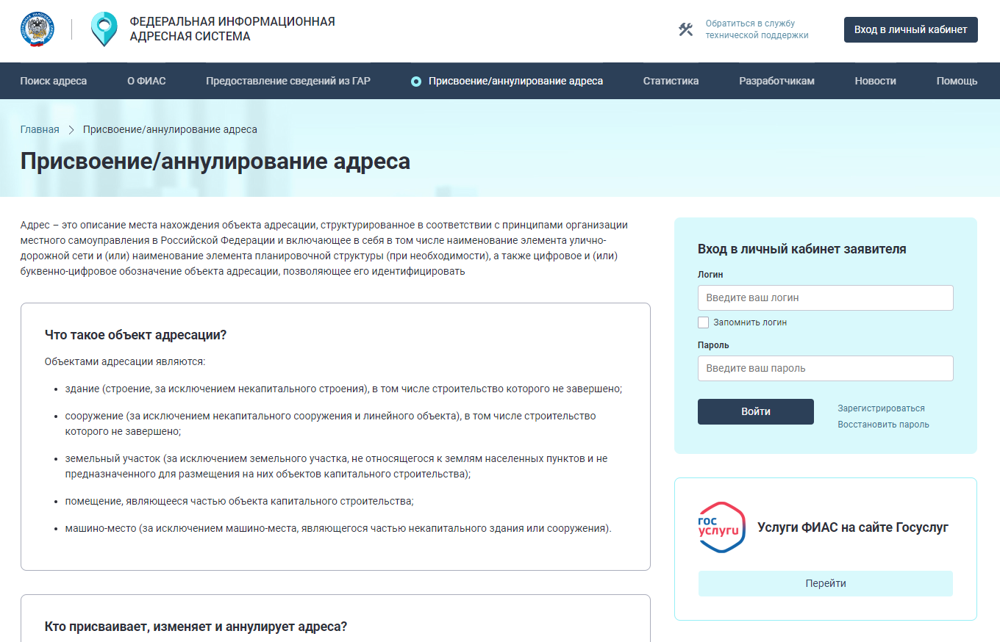 ФЕДЕРАЛЬНАЯ ИНФОРМАЦИОННАЯ
АДРЕСНАЯ СИСТЕМА
Обратиться в службу
технической поддержки
Вход в личный кабинет
Поиск адреса
О ФИАС
Предоставление сведений из ГАР
Присвоение/аннулирование адреса
Статистика
Разработчикам
Новости
Помощь
Главная
Присвоение/аннулирование адреса
Присвоение/аннулирование адреса
Адрес – это описание места нахождения объекта адресации, структурированное в соответствии с принципами организации
местного самоуправления в Российской Федерации и включающее в себя в том числе наименование элемента улично-
дорожной сети и (или) наименование элемента планировочной структуры (при необходимости), а также цифровое и (или)
буквенно-цифровое обозначение объекта адресации, позволяющее его идентифицировать
Что такое объект адресации?
Объектами адресации являются:
• здание (строение, за исключением некапитального строения), в том числе строительство которого не завершено;
• сооружение (за исключением некапитального сооружения и линейного объекта), в том числе строительство
которого не завершено;
• земельный участок (за исключением земельного участка, не относящегося к землям населенных пунктов и не
предназначенного для размещения на них объектов капитального строительства);
• помещение, являющееся частью объекта капитального строительства;
• машино-место (за исключением машино-места, являющегося частью некапитального здания или сооружения).
Кто присваивает, изменяет и аннулирует адреса?
Вход в личный кабинет заявителя
Логин
Введите ваш логин
Запомнить логин
Пароль
Введите ваш пароль
Войти
Зарегистрироваться
Восстановить пароль
гос
услуги
Услуги ФИАС на сайте Госуслуг
Перейти